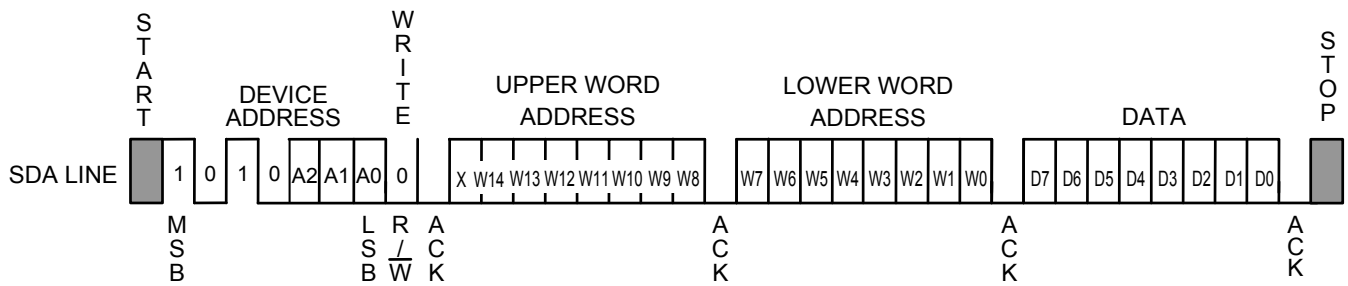 START
WRITE
STOP
DEVICE
ADDRESS
UPPER WORD
ADDRESS
LOWER WORD
ADDRESS
DATA
SDA LINE
1 0 1 0 A2 A1 A0 0
X W14 W13 W12 W11 W10 W9 W8
W7 W6 W5 W4 W3 W2 W1 W0
D7 D6 D5 D4 D3 D2 D1 D0
MSB
LSB
R/W
ACK
ACK
ACK
ACK